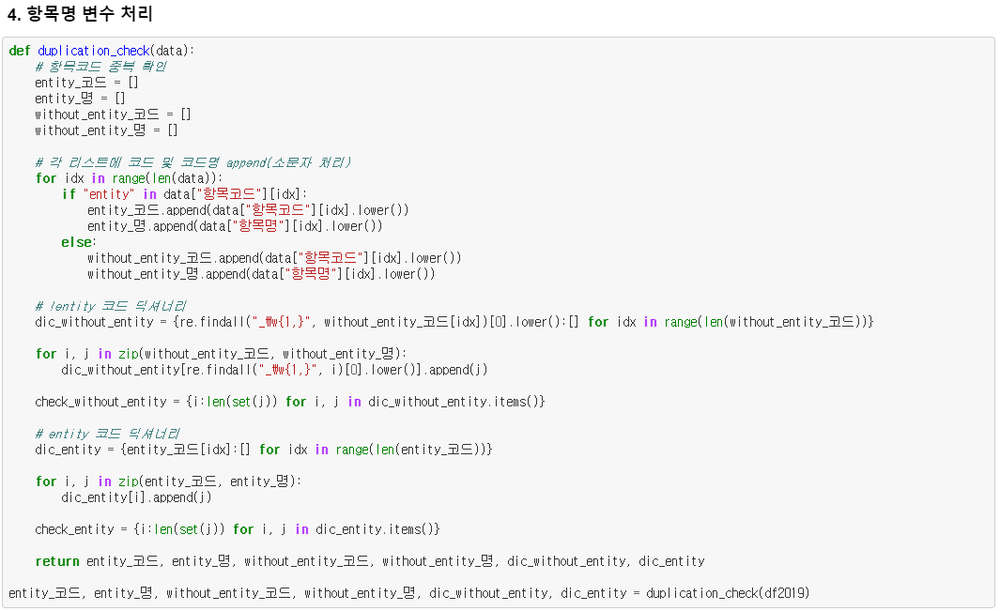 4. 항목명 변수 처리
def duplication_check(data):
# 항목코드 중복 확인
entity_코드 = []
entity_명 = []
without_entity_코드 = []
without_entity_명 = []
# 각 리스트에 코드 및 코드명 append(소문자 처리)
for idx in range(len(data)):
if "entity" in data["항목코드"][idx]:
entity_코드.append(data["항목코드"][idx].lower())
entity_명.append(data["항목명"][idx].lower())
else:
without_entity_코드.append(data["항목코드"][idx].lower())
without_entity_명.append(data["항목명"][idx].lower())
# !entity 코드 딕셔너리
dic_without_entity = {re.findall("_₩w{1,}", without_entity_코드[idx])[0].lower():[] for idx in range(len(without_entity_코드))}
for i, j in zip(without_entity_코드, without_entity_명):
dic_without_entity[re.findall("_₩w{1,}", i)[0].lower()].append(j)
check_without_entity = {i:len(set(j)) for i, j in dic_without_entity.items()}
# entity 코드 딕셔너리
dic_entity = {entity_코드[idx]:[] for idx in range(len(entity_코드))}
for i, j in zip(entity_코드, entity_명):
dic_entity[i].append(j)
check_entity = {i:len(set(j)) for i, j in dic_entity.items()}
return entity_코드, entity_명, without_entity_코드, without_entity_명, dic_without_entity, dic_entity
entity_코드, entity_명, without_entity_코드, without_entity_명, dic_without_entity, dic_entity = duplication_check(df2019)